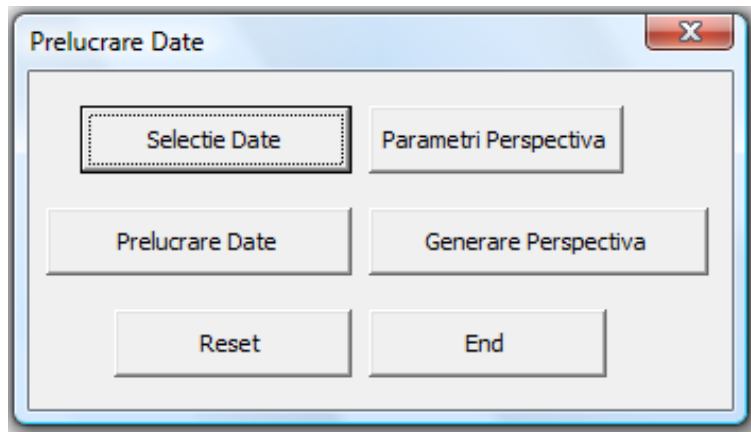 Prelucrare Date
Selectie Date
Parametri Perspectiva
Prelucrare Date
Generare Perspectiva
Reset
End